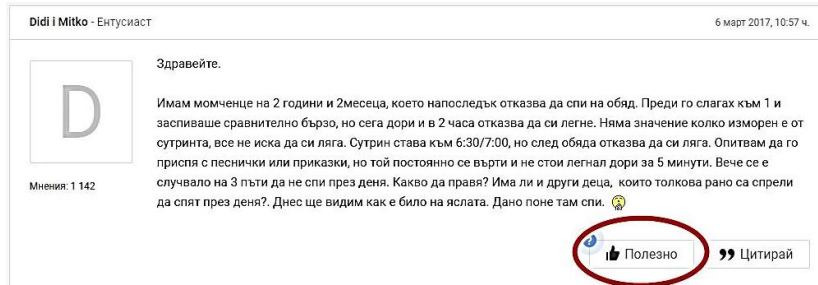 Didi i Mitko - Ентусиаст
6 март 2017, 10:57 ч.
D
Мнения: 1 142
Здравейте.
Имам момченце на 2 години и 2месеца, което напоследък отказва да спи на обяд. Преди го слагах към 1 и
заспиваше сравнително бързо, но сега дори и в 2 часа отказва да си легне. Няма значение колко изморен е от
сутринта, все не иска да си ляга. Сутрин става към 6:30/7:00, но след обяда отказва да си ляга. Опитвам да го
приспя с песнички или приказки, но той постоянно се върти и не стои легнал дори за 5 минути. Вече се е
случвало на 3 пъти да не спи през деня. Какво да правя? Има ли и други деца, които толкова рано са спрели
да спят през деня?. Днес ще видим как е било на яслата. Дано поне там спи.
? Полезно
Цитирай